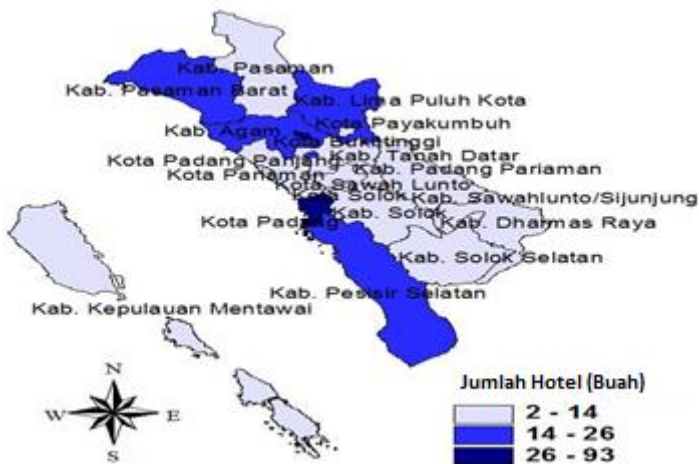 Kab. Pasaman
Kab. Pasaman Barat
Kab. Lima Puluh Kota
Kab. Agam
Kota Payakumbuh
Kota Bukittinggi
Kota Padang Panjang
Kab. Tanah Datar
Kota Pariaman
Kab. Padang Pariaman
Kota Sawah Lunto
Kota Solok
Kab. Sawahlunto/Sijunjung
Kota Padang
Kab. Solok
Kab. Dharmas Raya
Kab. Solok Selatan
Kab. Pesisir Selatan
Kab. Kepulauan Mentawai
N
W
E
S
Jumlah Hotel (Buah)
2 - 14
14 - 26
26 - 93